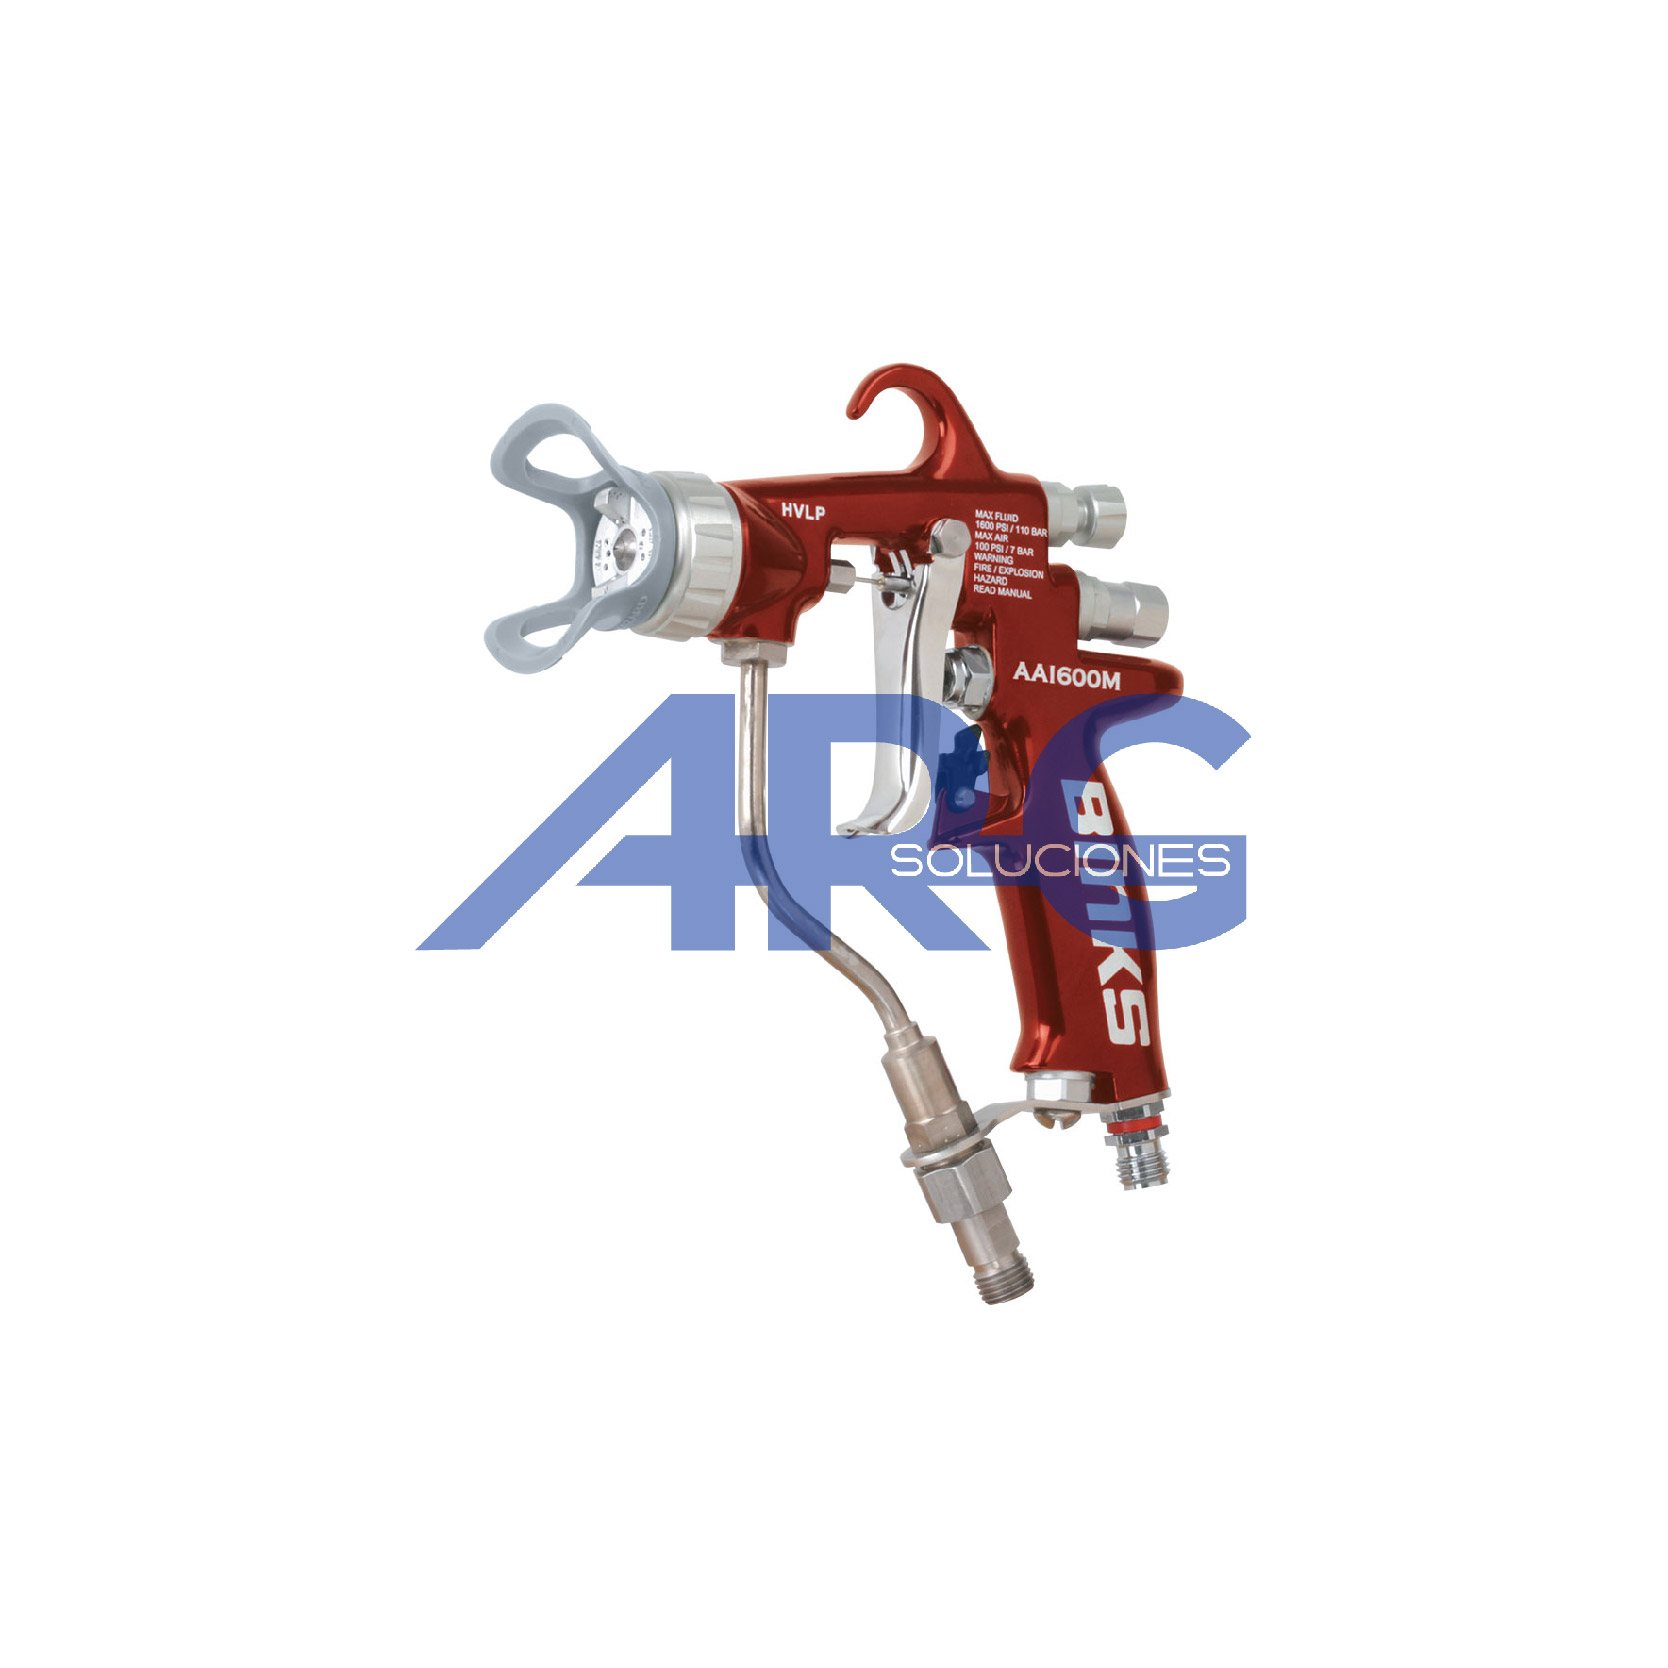 HVLP
MAX FLUID
1600 PSI / 110 BAR
MAX AIR
100 PSI / 7 BAR
WARNING
FIRE / EXPLOSION
HAZARD
READ MANUAL
AA1600M
BINKS
ARG
SOLUCIONES